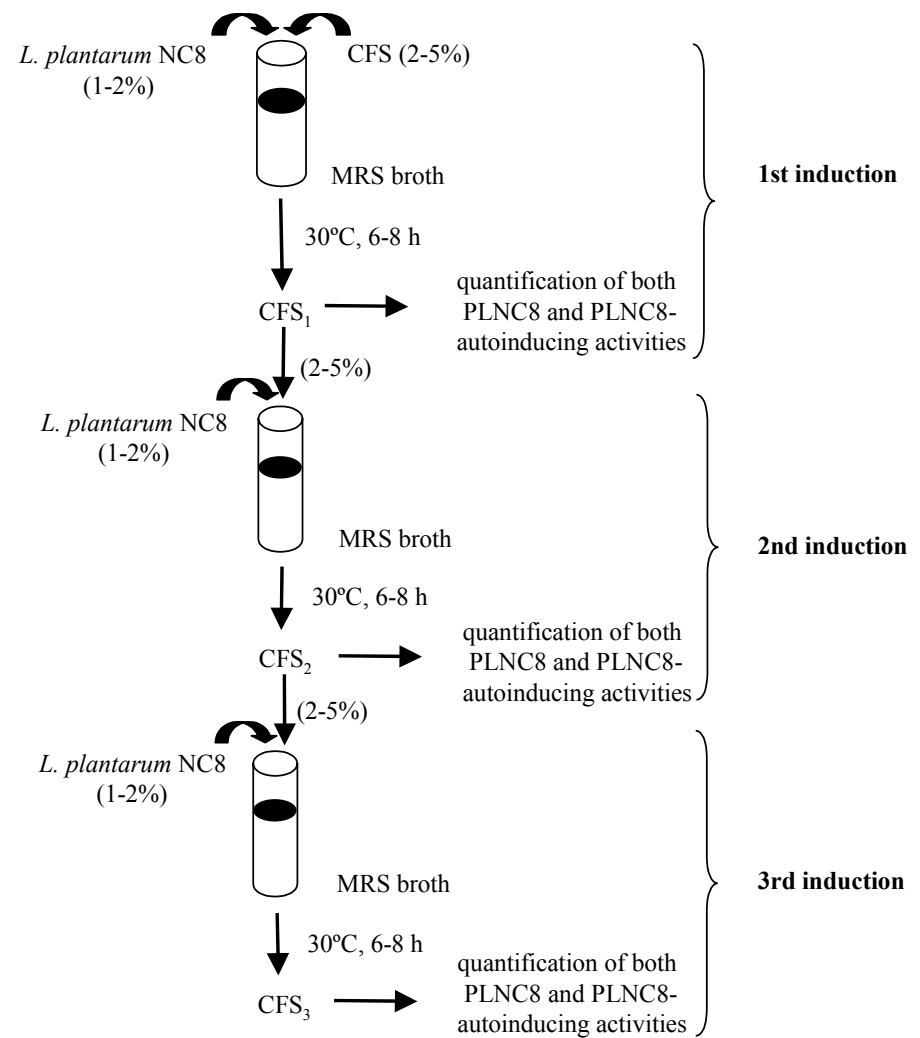 L. plantarum NC8
(1-2%)
CFS (2-5%)
MRS broth
1st induction
30ºC, 6-8 h
CFS1
quantification of both
PLNC8 and PLNC8-
autoinducing activities
(2-5%)
L. plantarum NC8
(1-2%)
MRS broth
2nd induction
30ºC, 6-8 h
CFS2
quantification of both
PLNC8 and PLNC8-
autoinducing activities
(2-5%)
L. plantarum NC8
(1-2%)
MRS broth
3rd induction
30ºC, 6-8 h
CFS3
quantification of both
PLNC8 and PLNC8-
autoinducing activities